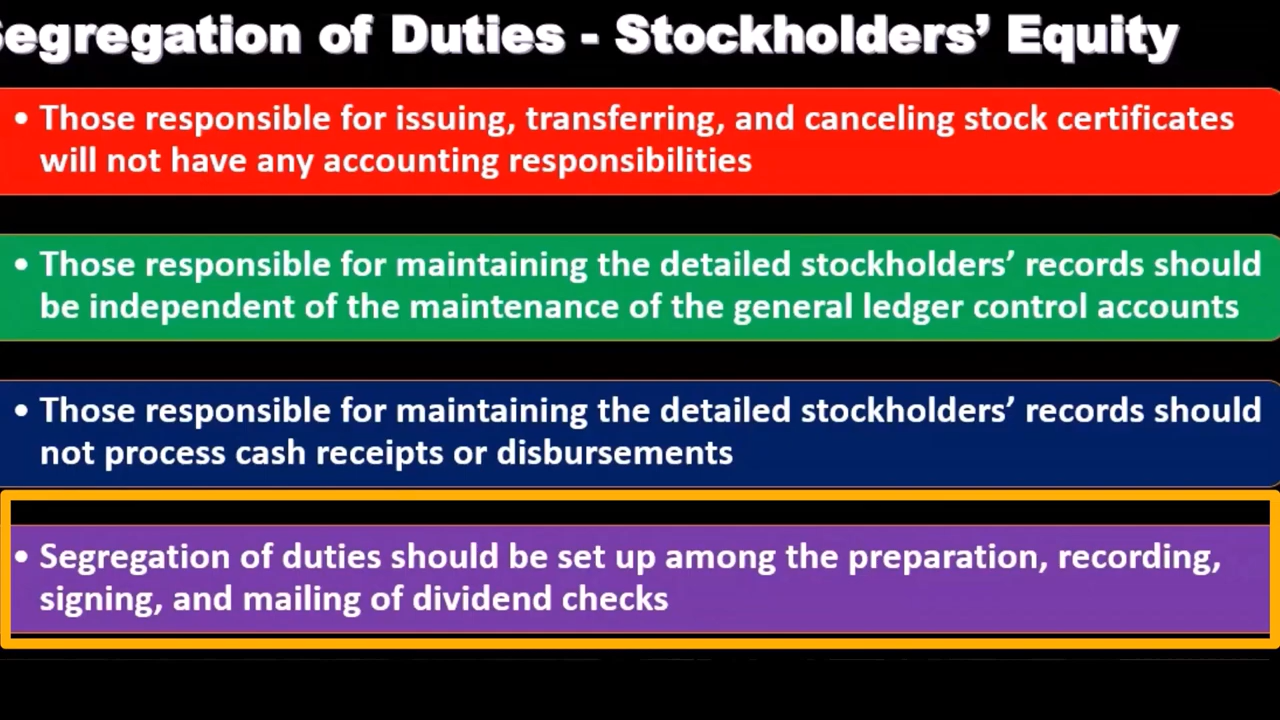 egregation of Duties - Stockholders’ Equity
• Those responsible for issuing, transferring, and canceling stock certificates
will not have any accounting responsibilities
• Those responsible for maintaining the detailed stockholders’ records should
be independent of the maintenance of the general ledger control accounts
• Those responsible for maintaining the detailed stockholders’ records should
not process cash receipts or disbursements
• Segregation of duties should be set up among the preparation, recording,
signing, and mailing of dividend checks